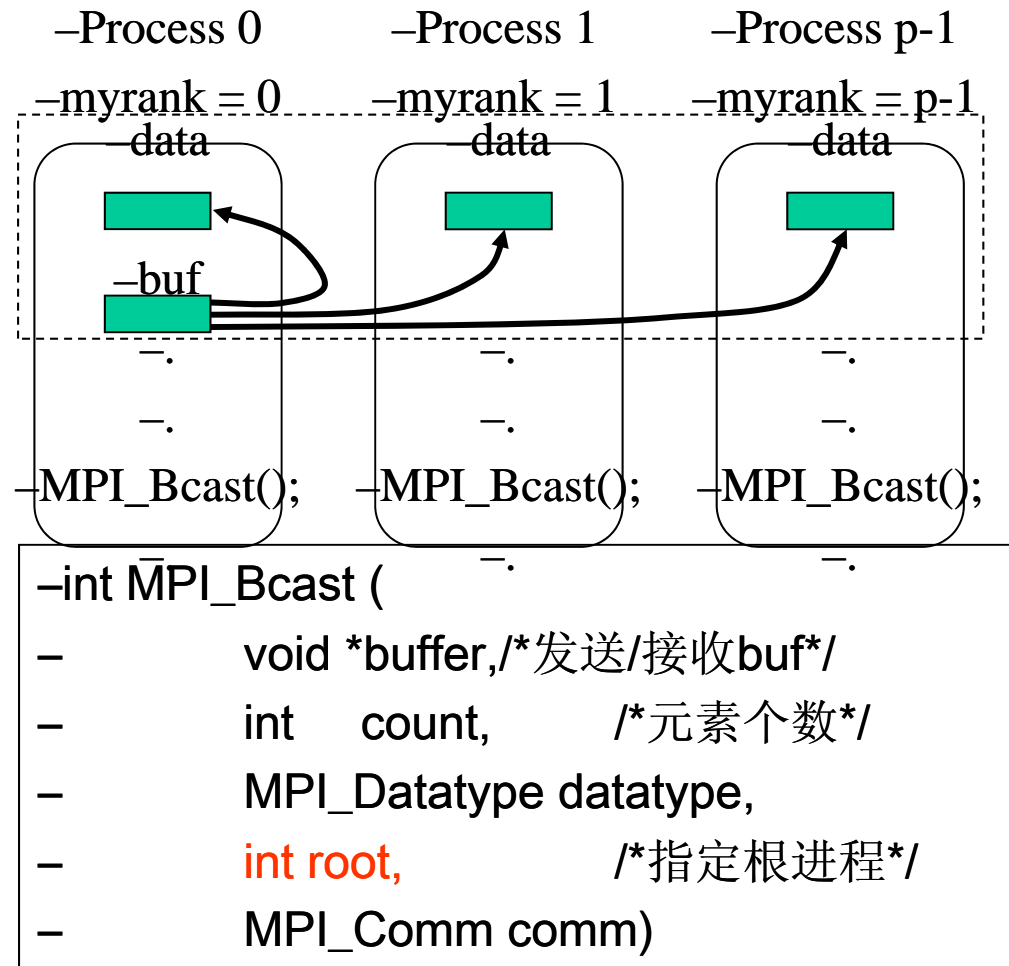 –Process 0 –Process 1 –Process p-1
–myrank = 0 –myrank = 1 –myrank = p-1
–data –data –data
–buf
–. –. –.
–. –. –.
–MPI_Bcast(); –MPI_Bcast(); –MPI_Bcast();
–. –. –.
–int MPI_Bcast (
– void *buffer,/*发送/接收buf*/
– int count, /*元素个数*/
– MPI_Datatype datatype,
– int root, /*指定根进程*/
– MPI_Comm comm)